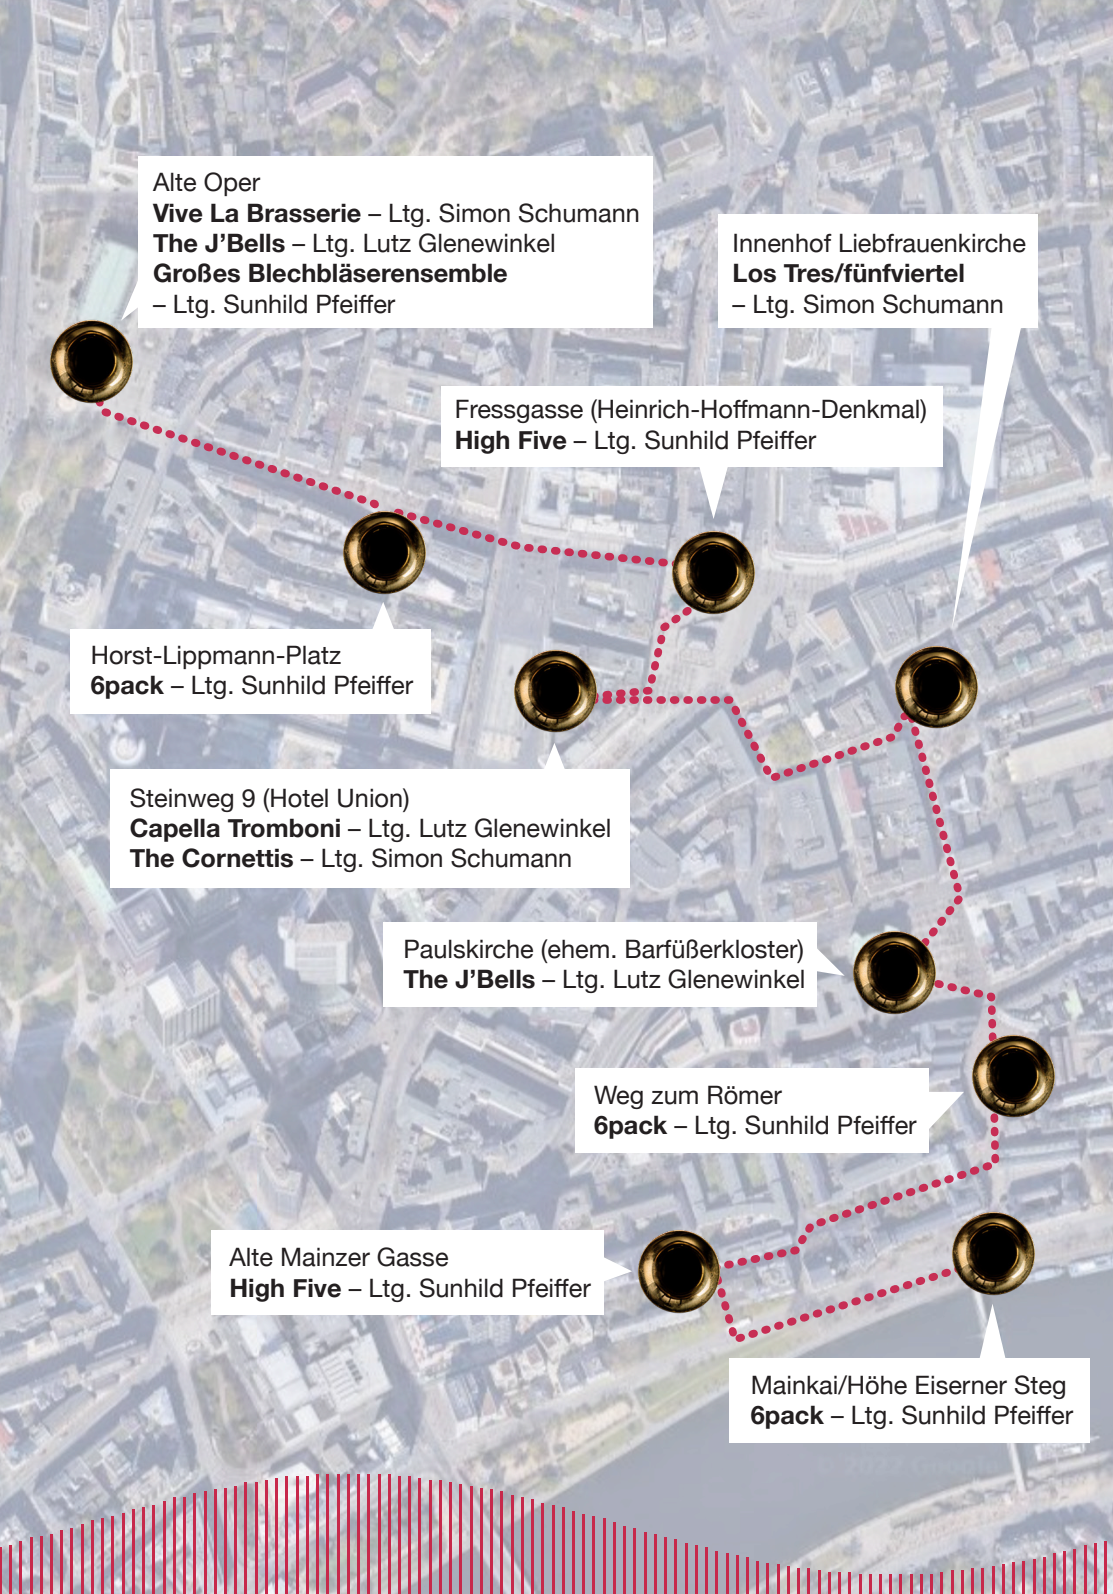 Alte Oper
Vive La Brasserie – Ltg. Simon Schumann
The J’Bells – Ltg. Lutz Glenewinkel
Großes Blechbläserensemble
– Ltg. Sunhild Pfeiffer
Innenhof Liebfrauenkirche
Los Tres/fünfviertel
– Ltg. Simon Schumann
Fressgasse (Heinrich-Hoffmann-Denkmal)
High Five – Ltg. Sunhild Pfeiffer
Horst-Lippmann-Platz
6pack – Ltg. Sunhild Pfeiffer
Steinweg 9 (Hotel Union)
Capella Tromboni – Ltg. Lutz Glenewinkel
The Cornettis – Ltg. Simon Schumann
Paulskirche (ehem. Barfüßerkloster)
The J’Bells – Ltg. Lutz Glenewinkel
Weg zum Römer
6pack – Ltg. Sunhild Pfeiffer
Alte Mainzer Gasse
High Five – Ltg. Sunhild Pfeiffer
Mainkai/Höhe Eiserner Steg
6pack – Ltg. Sunhild Pfeiffer